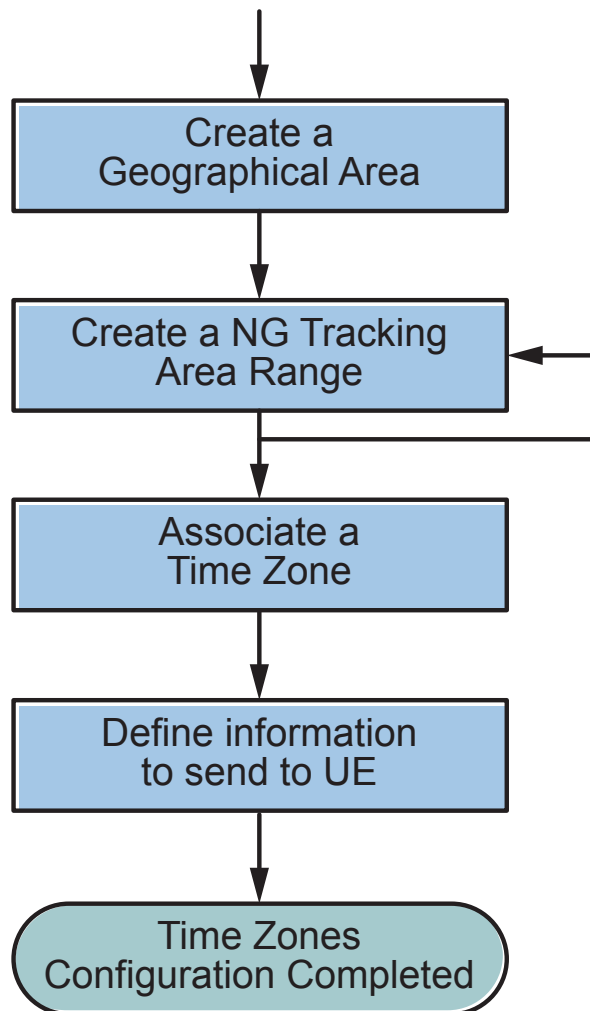 Create a
Geographical Area
Create a NG Tracking
Area Range
Associate a
Time Zone
Define information
to send to UE
Time Zones
Configuration Completed